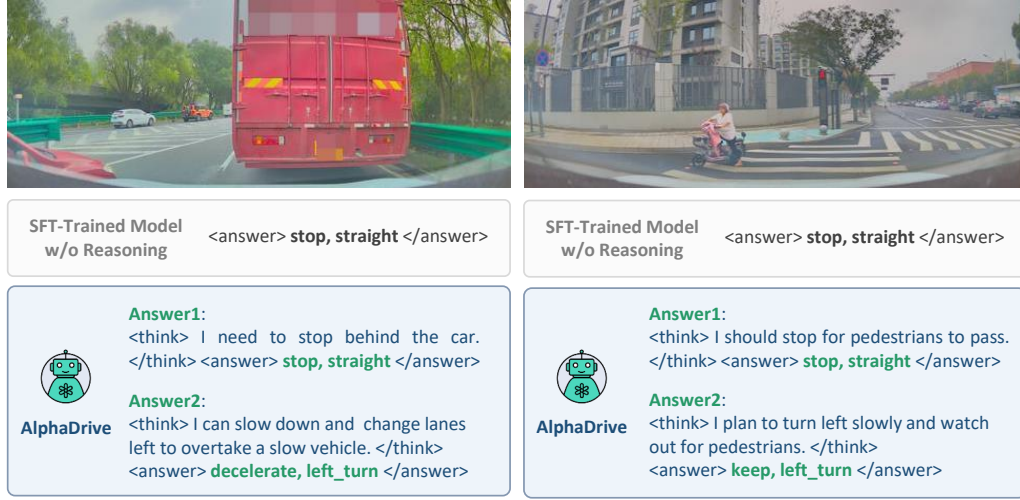 SFT-Trained Model
w/o Reasoning
<answer> stop, straight </answer>
AlphaDrive
Answer1:
<think> I need to stop behind the car.
</think> <answer> stop, straight </answer>
Answer2:
<think> I can slow down and change lanes
left to overtake a slow vehicle. </think>
<answer> decelerate, left_turn </answer>
SFT-Trained Model
w/o Reasoning
<answer> stop, straight </answer>
AlphaDrive
Answer1:
<think> I should stop for pedestrians to pass.
</think> <answer> stop, straight </answer>
Answer2:
<think> I plan to turn left slowly and watch
out for pedestrians. </think>
<answer> keep, left_turn </answer>